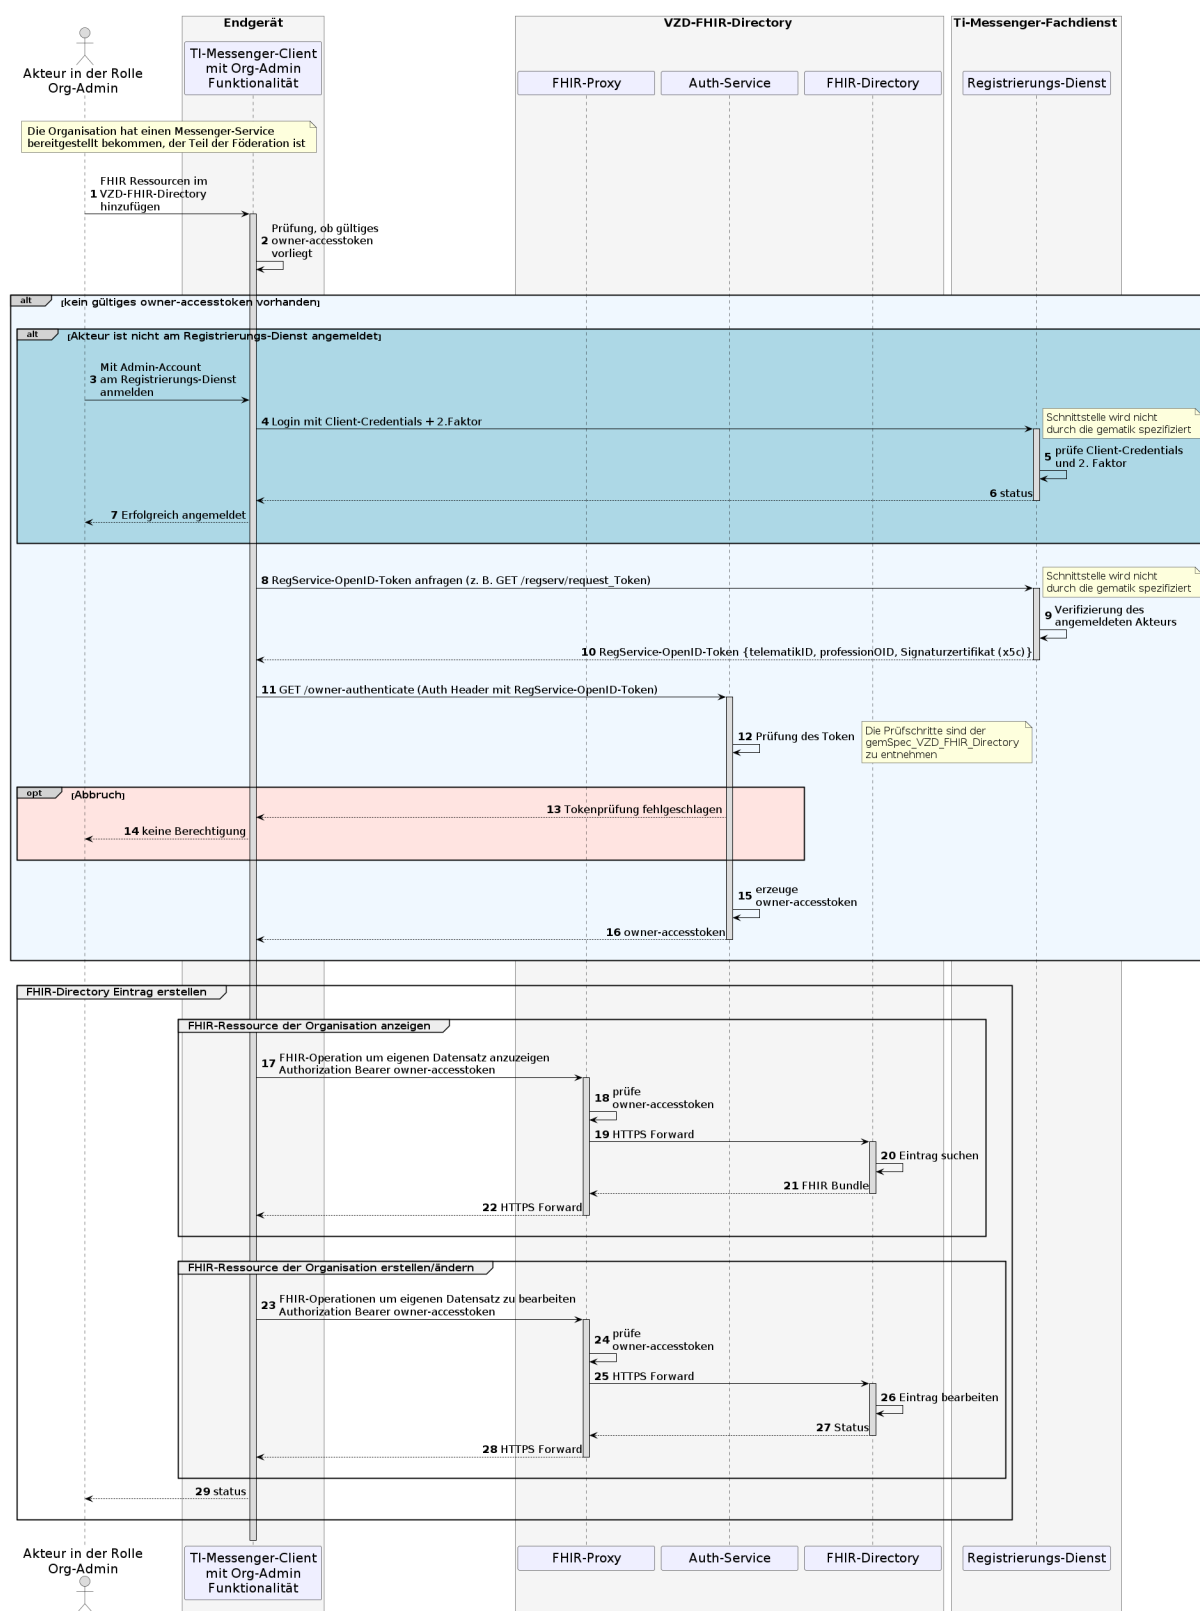 Endgerät
VZD-FHIR-Directory
Ti-Messenger-Fachdienst
Akteur in der Rolle
Org-Admin
TI-Messenger-Client
mit Org-Admin
Funktionalität
FHIR-Proxy
Auth-Service
FHIR-Directory
Registrierungs-Dienst
Die Organisation hat einen Messenger-Service
bereitgestellt bekommen, der Teil der Föderation ist
1 FHIR Ressourcen im
VZD-FHIR-Directory
hinzufügen
2 Prüfung, ob gültiges
owner-accesstoken
vorliegt
alt [kein gültiges owner-accesstoken vorhanden]
alt [Akteur ist nicht am Registrierungs-Dienst angemeldet]
3 Mit Admin-Account
am Registrierungs-Dienst
anmelden
4 Login mit Client-Credentials + 2.Faktor
Schnittstelle wird nicht
durch die gematik spezifiziert
5 prüfe Client-Credentials
und 2. Faktor
6 status
7 Erfolgreich angemeldet
8 RegService-OpenID-Token anfragen (z. B. GET /regserv/request_Token)
Schnittstelle wird nicht
durch die gematik spezifiziert
9 Verifizierung des
angemeldeten Akteurs
10 RegService-OpenID-Token {telematikID, professionOID, Signaturzertifikat (x5c)}
11 GET /owner-authenticate (Auth Header mit RegService-OpenID-Token)
12 Prüfung des Token
Die Prüfschritte sind der
gemSpec_VZD_FHIR_Directory
zu entnehmen
opt [Abbruch]
13 Tokenprüfung fehlgeschlagen
14 keine Berechtigung
15 erzeuge
owner-accesstoken
16 owner-accesstoken
FHIR-Directory Eintrag erstellen
FHIR-Ressource der Organisation anzeigen
17 FHIR-Operation um eigenen Datensatz anzuzeigen
Authorization Bearer owner-accesstoken
18 prüfe
owner-accesstoken
19 HTTPS Forward
20 Eintrag suchen
21 FHIR Bundle
22 HTTPS Forward
FHIR-Ressource der Organisation erstellen/ändern
23 FHIR-Operationen um eigenen Datensatz zu bearbeiten
Authorization Bearer owner-accesstoken
24 prüfe
owner-accesstoken
25 HTTPS Forward
26 Eintrag bearbeiten
27 Status
28 HTTPS Forward
29 status
Akteur in der Rolle
Org-Admin
TI-Messenger-Client
mit Org-Admin
Funktionalität
FHIR-Proxy
Auth-Service
FHIR-Directory
Registrierungs-Dienst